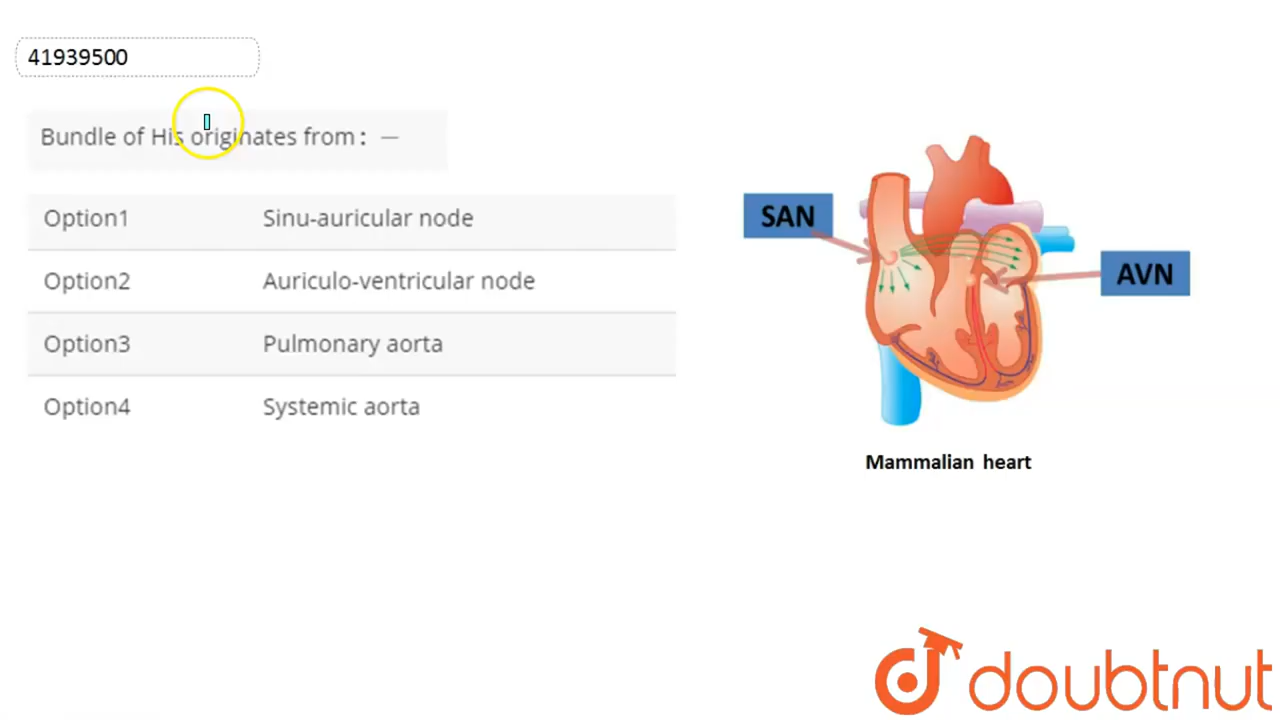 41939500
Bundle of His originates from : —
Option1 Sinu-auricular node
Option2 Auriculo-ventricular node
Option3 Pulmonary aorta
Option4 Systemic aorta
SAN
AVN
Mammalian heart
doubtnut